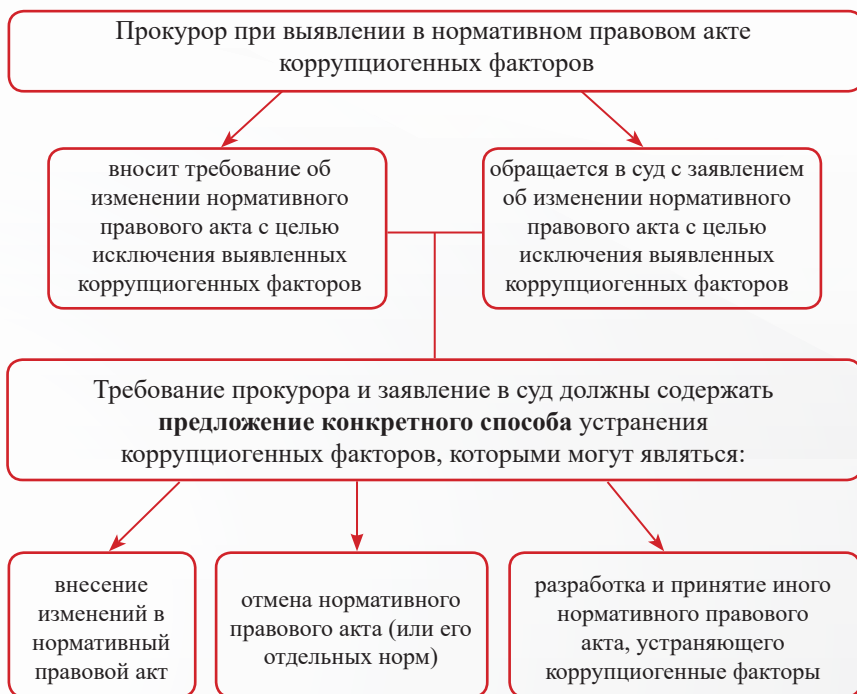 Прокурор при выявлении в нормативном правовом акте
коррупциогенных факторов
вносит требование об
изменении нормативного
правового акта с целью
исключения выявленных
коррупциогенных факторов
обращается в суд с заявлением
об изменении нормативного
правового акта с целью
исключения выявленных
коррупциогенных факторов
Требование прокурора и заявление в суд должны содержать
предложение конкретного способа устранения
коррупциогенных факторов, которыми могут являться:
внесение
изменений в
нормативный
правовой акт
отмена нормативного
правового акта (или его
отдельных норм)
разработка и принятие иного
нормативного правового
акта, устраняющего
коррупциогенные факторы